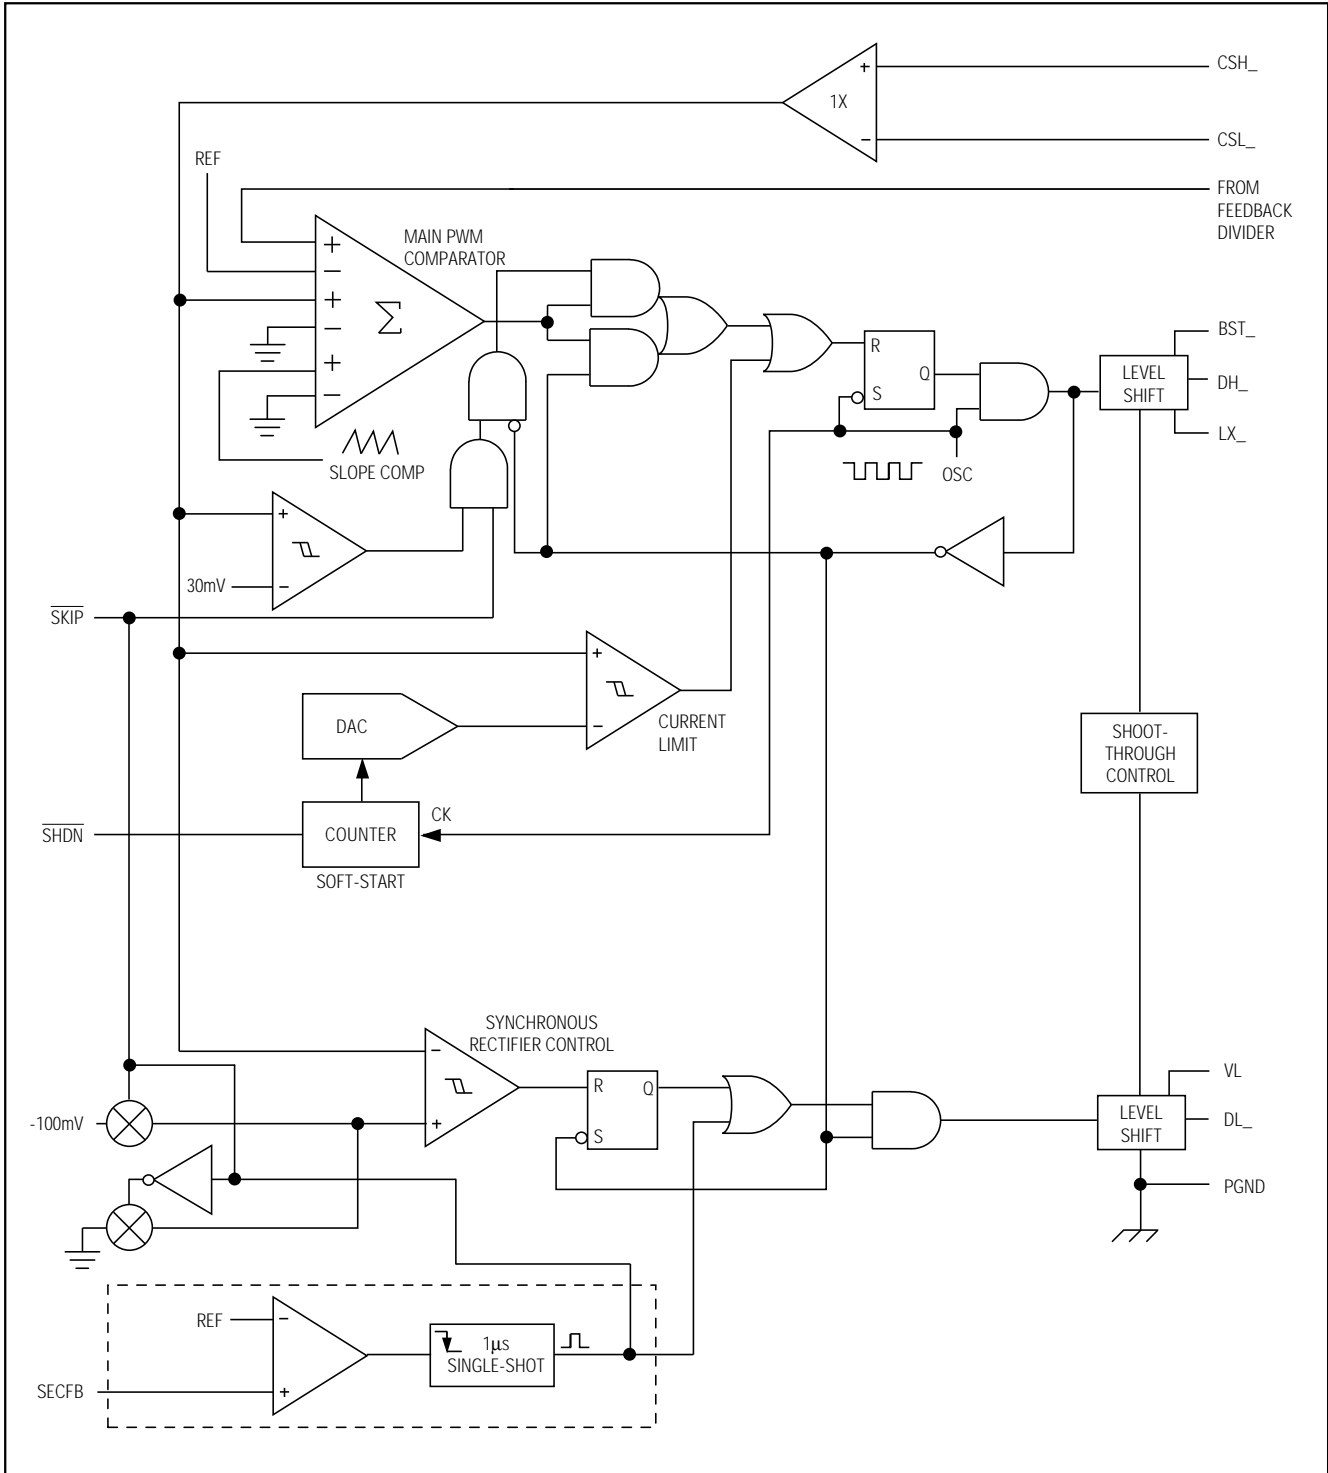 CSH_
+
1X
−
CSL_
REF
FROM
FEEDBACK
DIVIDER
MAIN PWM
COMPARATOR
+
−
+
−
+
−
Σ
SLOPE COMP
R
Q
S
OSC
LEVEL
SHIFT
BST_
DH_
LX_
+
30mV
−
SKIP
+
−
CURRENT
LIMIT
DAC
SHOOT-
THROUGH
CONTROL
SHDN
COUNTER
CK
SOFT-START
SYNCHRONOUS
RECTIFIER CONTROL
−
+
R
Q
S
-100mV
VL
LEVEL
SHIFT
DL_
PGND
REF
−
1µs
SINGLE-SHOT
SECFB
+